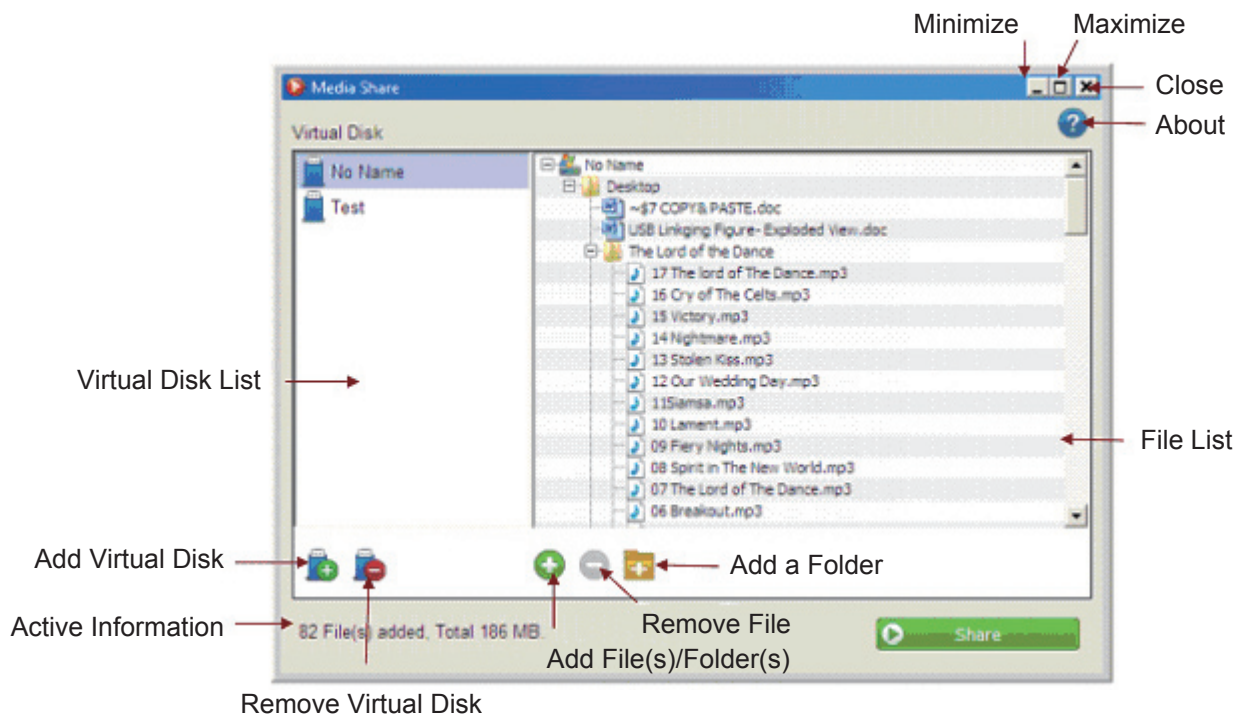 Minimize Maximize
Media Share
Close
About
Virtual Disk
No Name
Test
No Name
Desktop
~$7 COPY& PASTE.doc
USB Linkging Figure- Exploded View.doc
The Lord of the Dance
17 The lord of The Dance.mp3
16 Cry of The Celts.mp3
15 Victory.mp3
14 Nightmare.mp3
13 Stolen Kiss.mp3
12 Our Wedding Day.mp3
11Siamsa.mp3
10 Lament.mp3
09 Fiery Nights.mp3
08 Spirit in The New World.mp3
07 The Lord of The Dance.mp3
06 Breakout.mp3
Virtual Disk List
File List
Add Virtual Disk
Add a Folder
Active Information
82 File(s) added, Total 186 MB.
Remove File
Add File(s)/Folder(s)
Share
Remove Virtual Disk